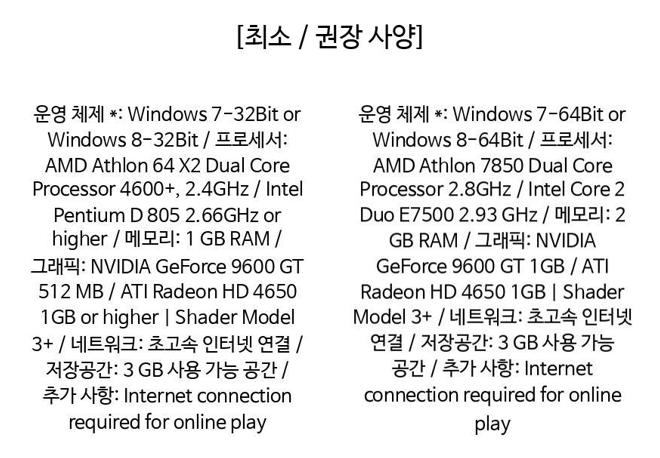 [최소 / 권장 사양]
운영 체제 *: Windows 7-32Bit or
Windows 8-32Bit / 프로세서:
AMD Athlon 64 X2 Dual Core
Processor 4600+, 2.4GHz / Intel
Pentium D 805 2.66GHz or
higher / 메모리: 1 GB RAM /
그래픽: NVIDIA GeForce 9600 GT
512 MB / ATI Radeon HD 4650
1GB or higher | Shader Model
3+ / 네트워크: 초고속 인터넷 연결 /
저장공간: 3 GB 사용 가능 공간 /
추가 사항: Internet connection
required for online play
운영 체제 *: Windows 7-64Bit or
Windows 8-64Bit / 프로세서:
AMD Athlon 7850 Dual Core
Processor 2.8GHz / Intel Core 2
Duo E7500 2.93 GHz / 메모리: 2
GB RAM / 그래픽: NVIDIA
GeForce 9600 GT 1GB / ATI
Radeon HD 4650 1GB | Shader
Model 3+ / 네트워크: 초고속 인터넷
연결 / 저장공간: 3 GB 사용 가능
공간 / 추가 사항: Internet
connection required for online
play